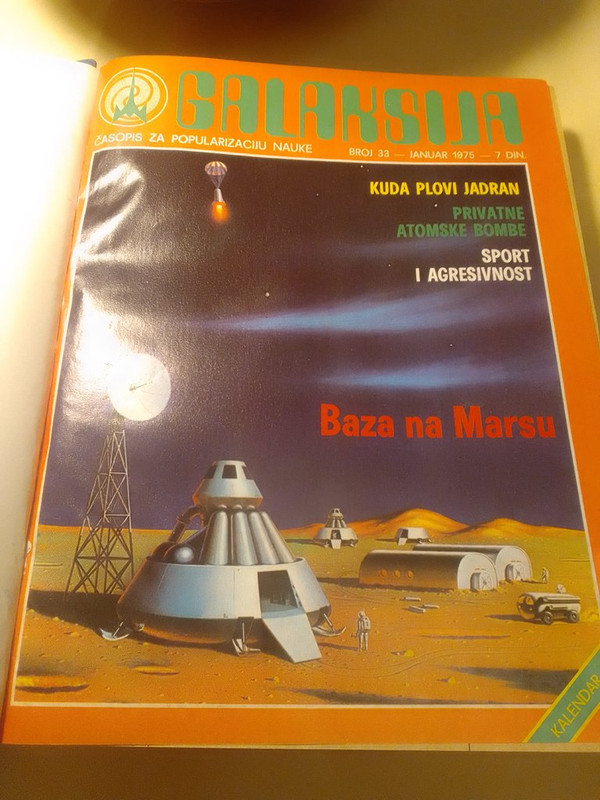 GALAKSIJA
ČASOPIS ZA POPULARIZACIJU NAUKE
BROJ 33 — JANUAR 1975 — 7 DIN.
KUDA PLOVI JADRAN
PRIVATNE
ATOMSKE BOMBE
SPORT
I AGRESIVNOST
Baza na Marsu
KALENDAR